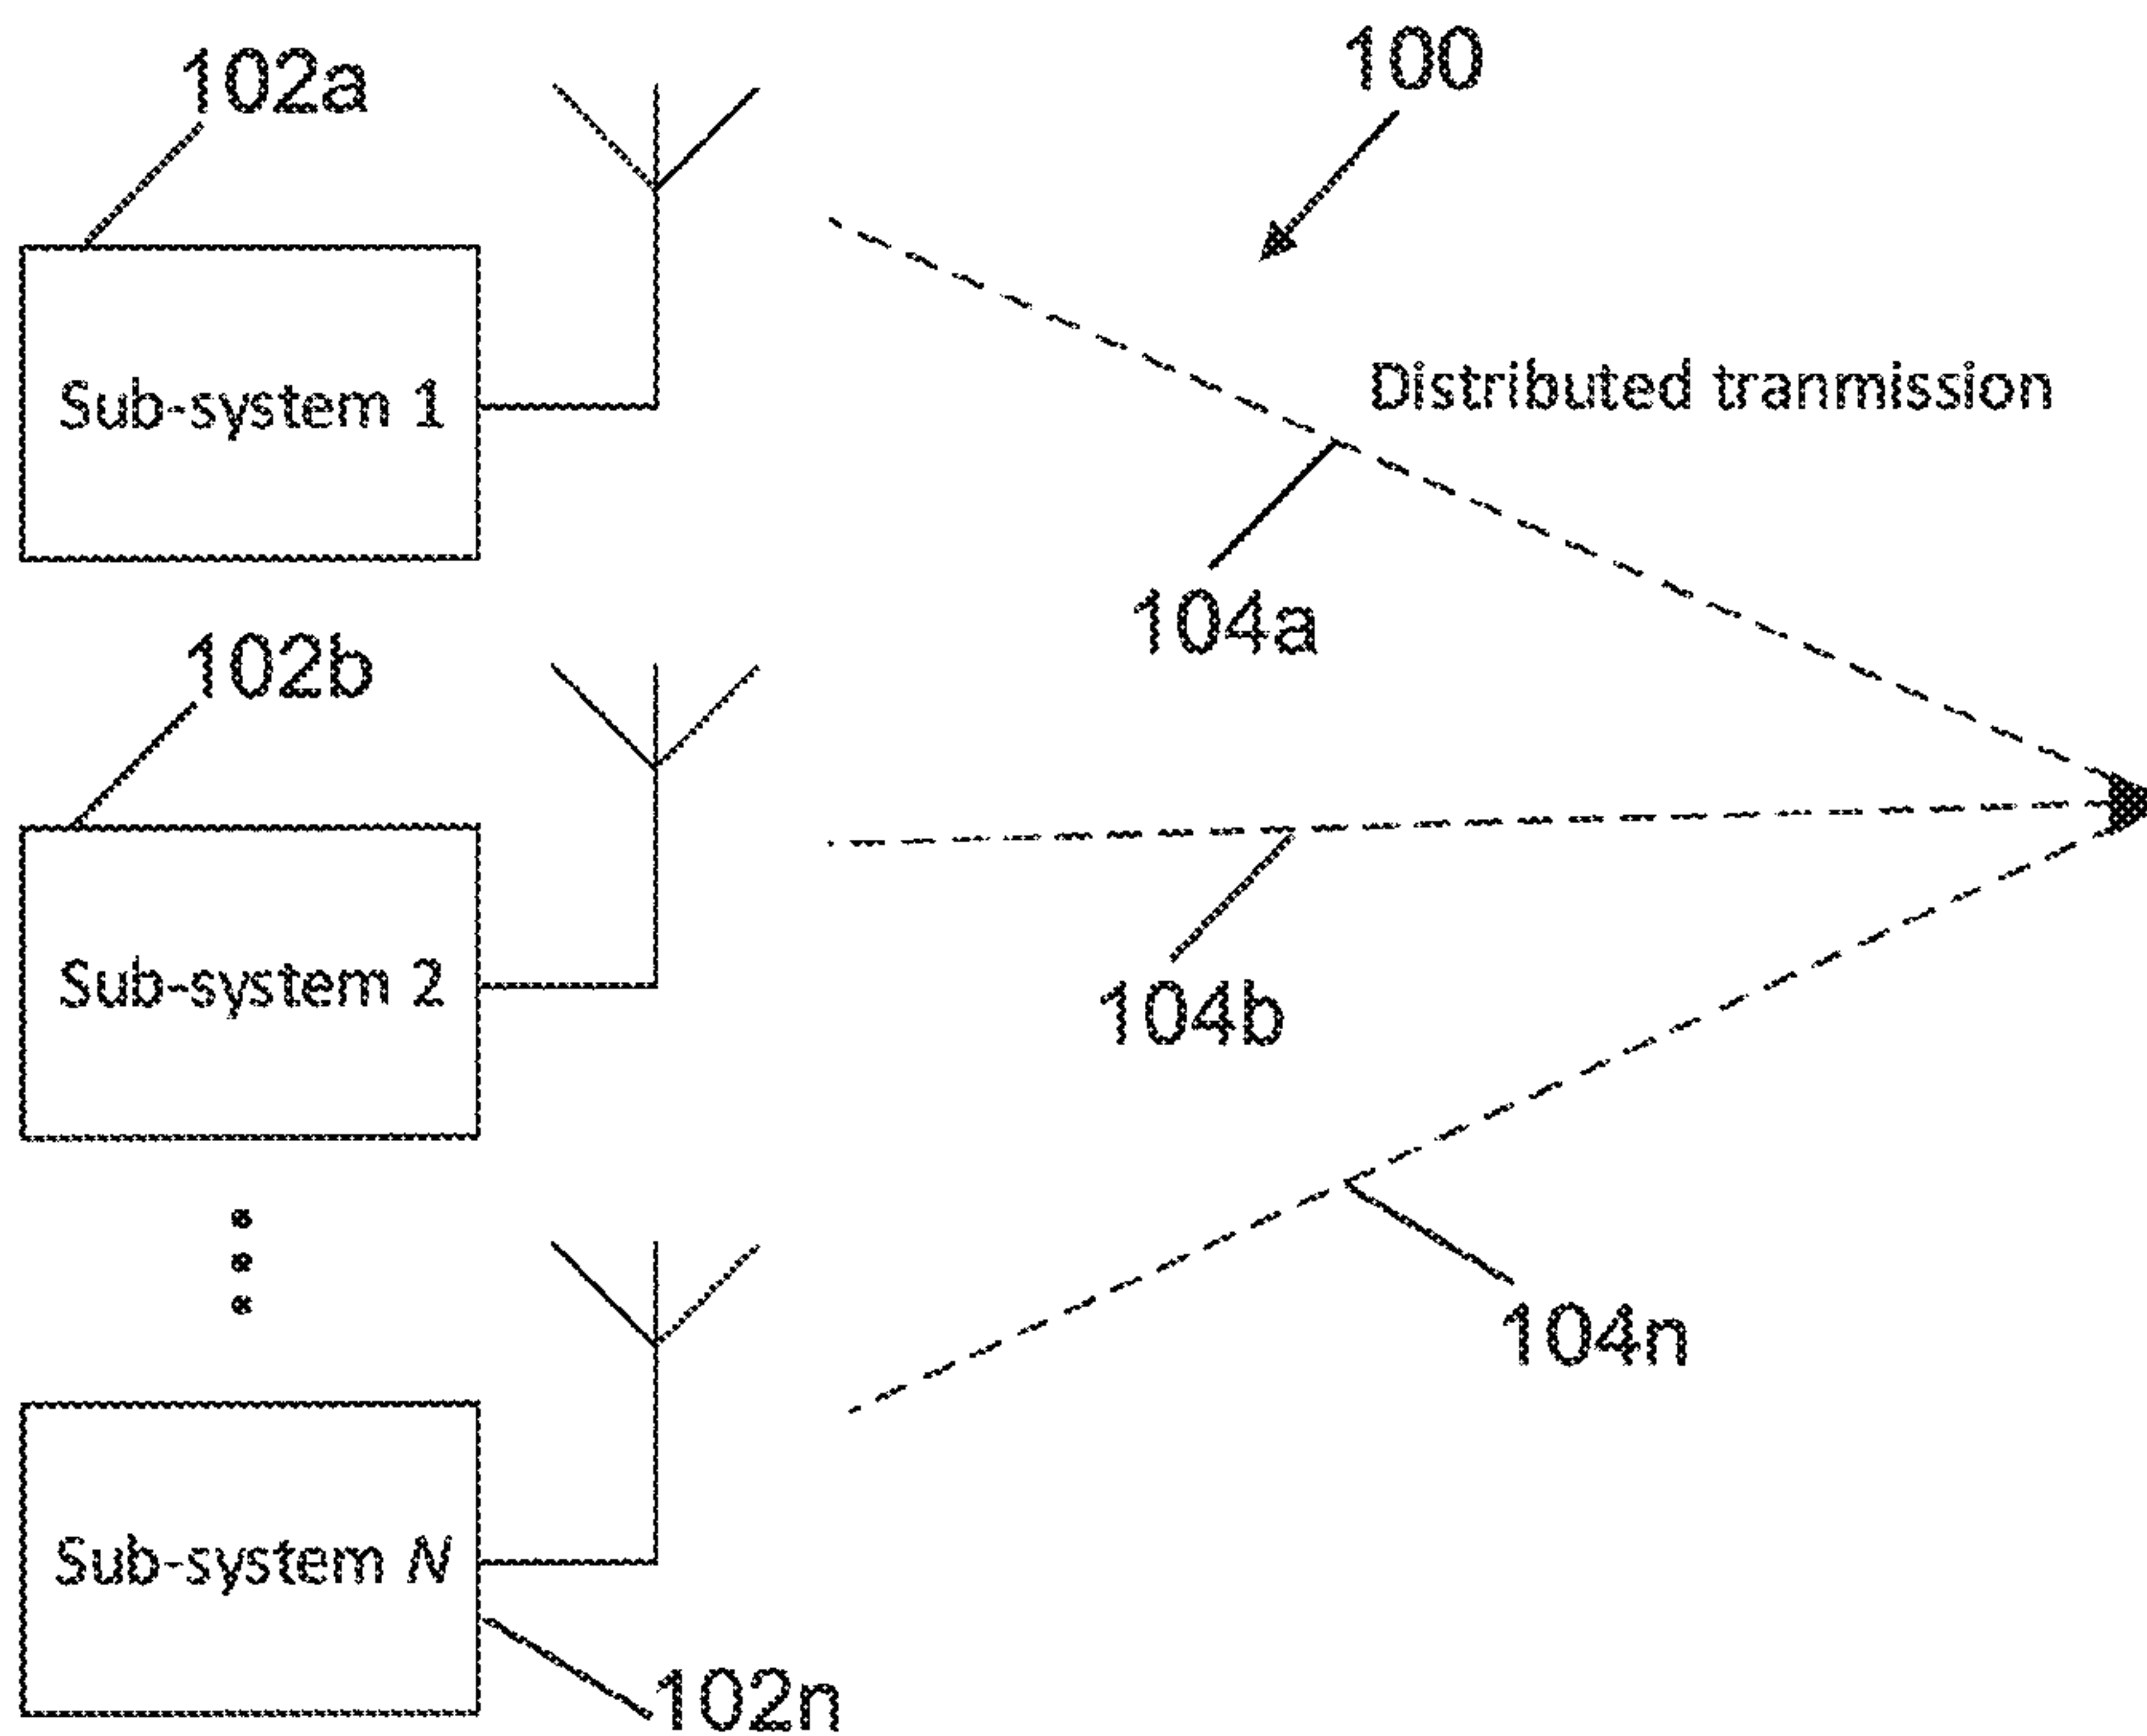 102a
100
Sub-system 1
Distributed tranmission
104a
102b
Sub-system 2
104b
104n
Sub-system N
102n